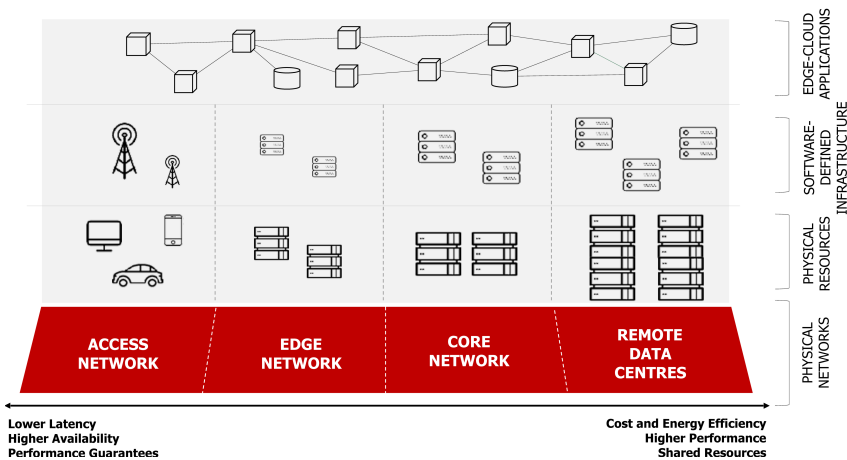 EDGE-CLOUD
APPLICATIONS
SOFTWARE-
DEFINED
INFRASTRUCTURE
PHYSICAL
RESOURCES
PHYSICAL
NETWORKS
ACCESS
NETWORK
EDGE
NETWORK
CORE
NETWORK
REMOTE
DATA
CENTRES
Lower Latency
Higher Availability
Performance Guarantees
Cost and Energy Efficiency
Higher Performance
Shared Resources